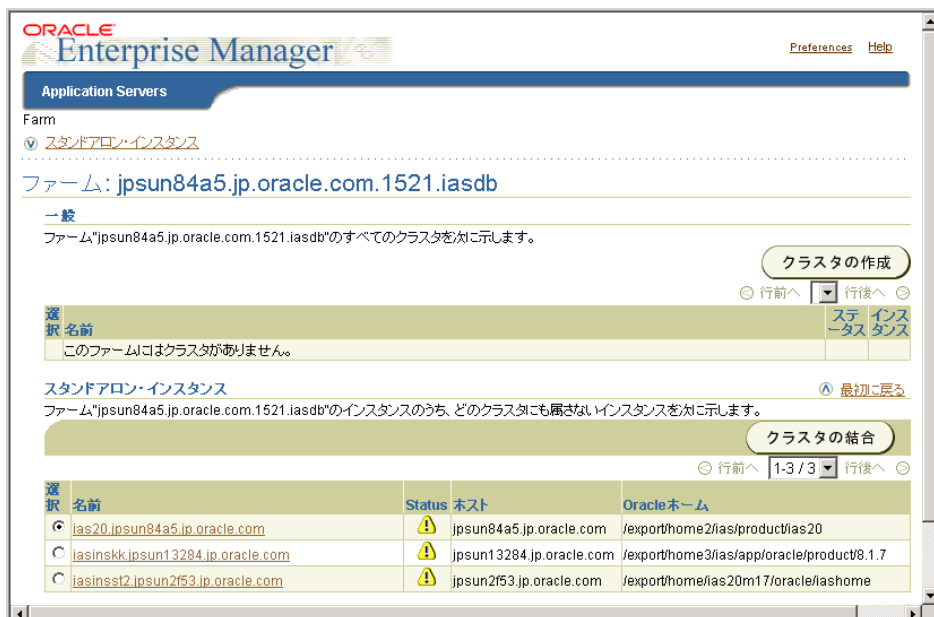 ORACLE
Enterprise Manager
Preferences Help
Application Servers
Farm
スタンドアロン・インスタンス
ファーム: jpsun84a5.jp.oracle.com.1521.iasdb
一般
ファーム"jpsun84a5.jp.oracle.com.1521.iasdb"のすべてのクラスタを次に示します。
クラスタの作成
行前へ 行後へ
選択 名前 ステータス インスタンス
このファームにはクラスタがありません。
スタンドアロン・インスタンス 最初に戻る
ファーム"jpsun84a5.jp.oracle.com.1521.iasdb"のインスタンスのうち、どのクラスタにも属さないインスタンスを次に示します。
クラスタの結合
行前へ 1-3 / 3 行後へ
選択 名前 Status ホスト Oracleホーム
ias20.jpsun84a5.jp.oracle.com jpsun84a5.jp.oracle.com /export/home2/ias/product/ias20
iasinskk.jpsun13284.jp.oracle.com jpsun13284.jp.oracle.com /export/home3/ias/app/oracle/product/8.1.7
iasinsst2.jpsun2f53.jp.oracle.com jpsun2f53.jp.oracle.com /export/home/ias20m17/oracle/iashome